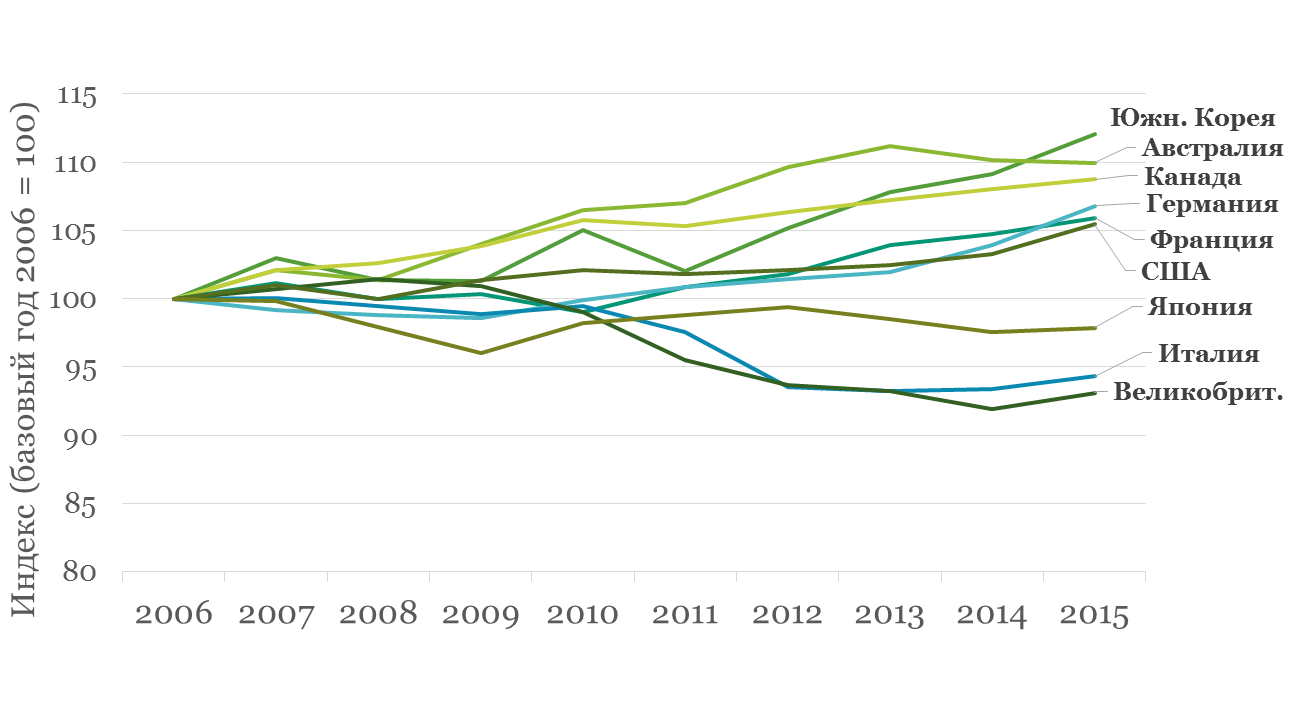 Индекс (базовый год 2006 = 100)
115
110
105
100
95
90
85
80
2006 2007 2008 2009 2010 2011 2012 2013 2014 2015
Южн. Корея
Австралия
Канада
Германия
Франция
США
Япония
Италия
Великобрит.